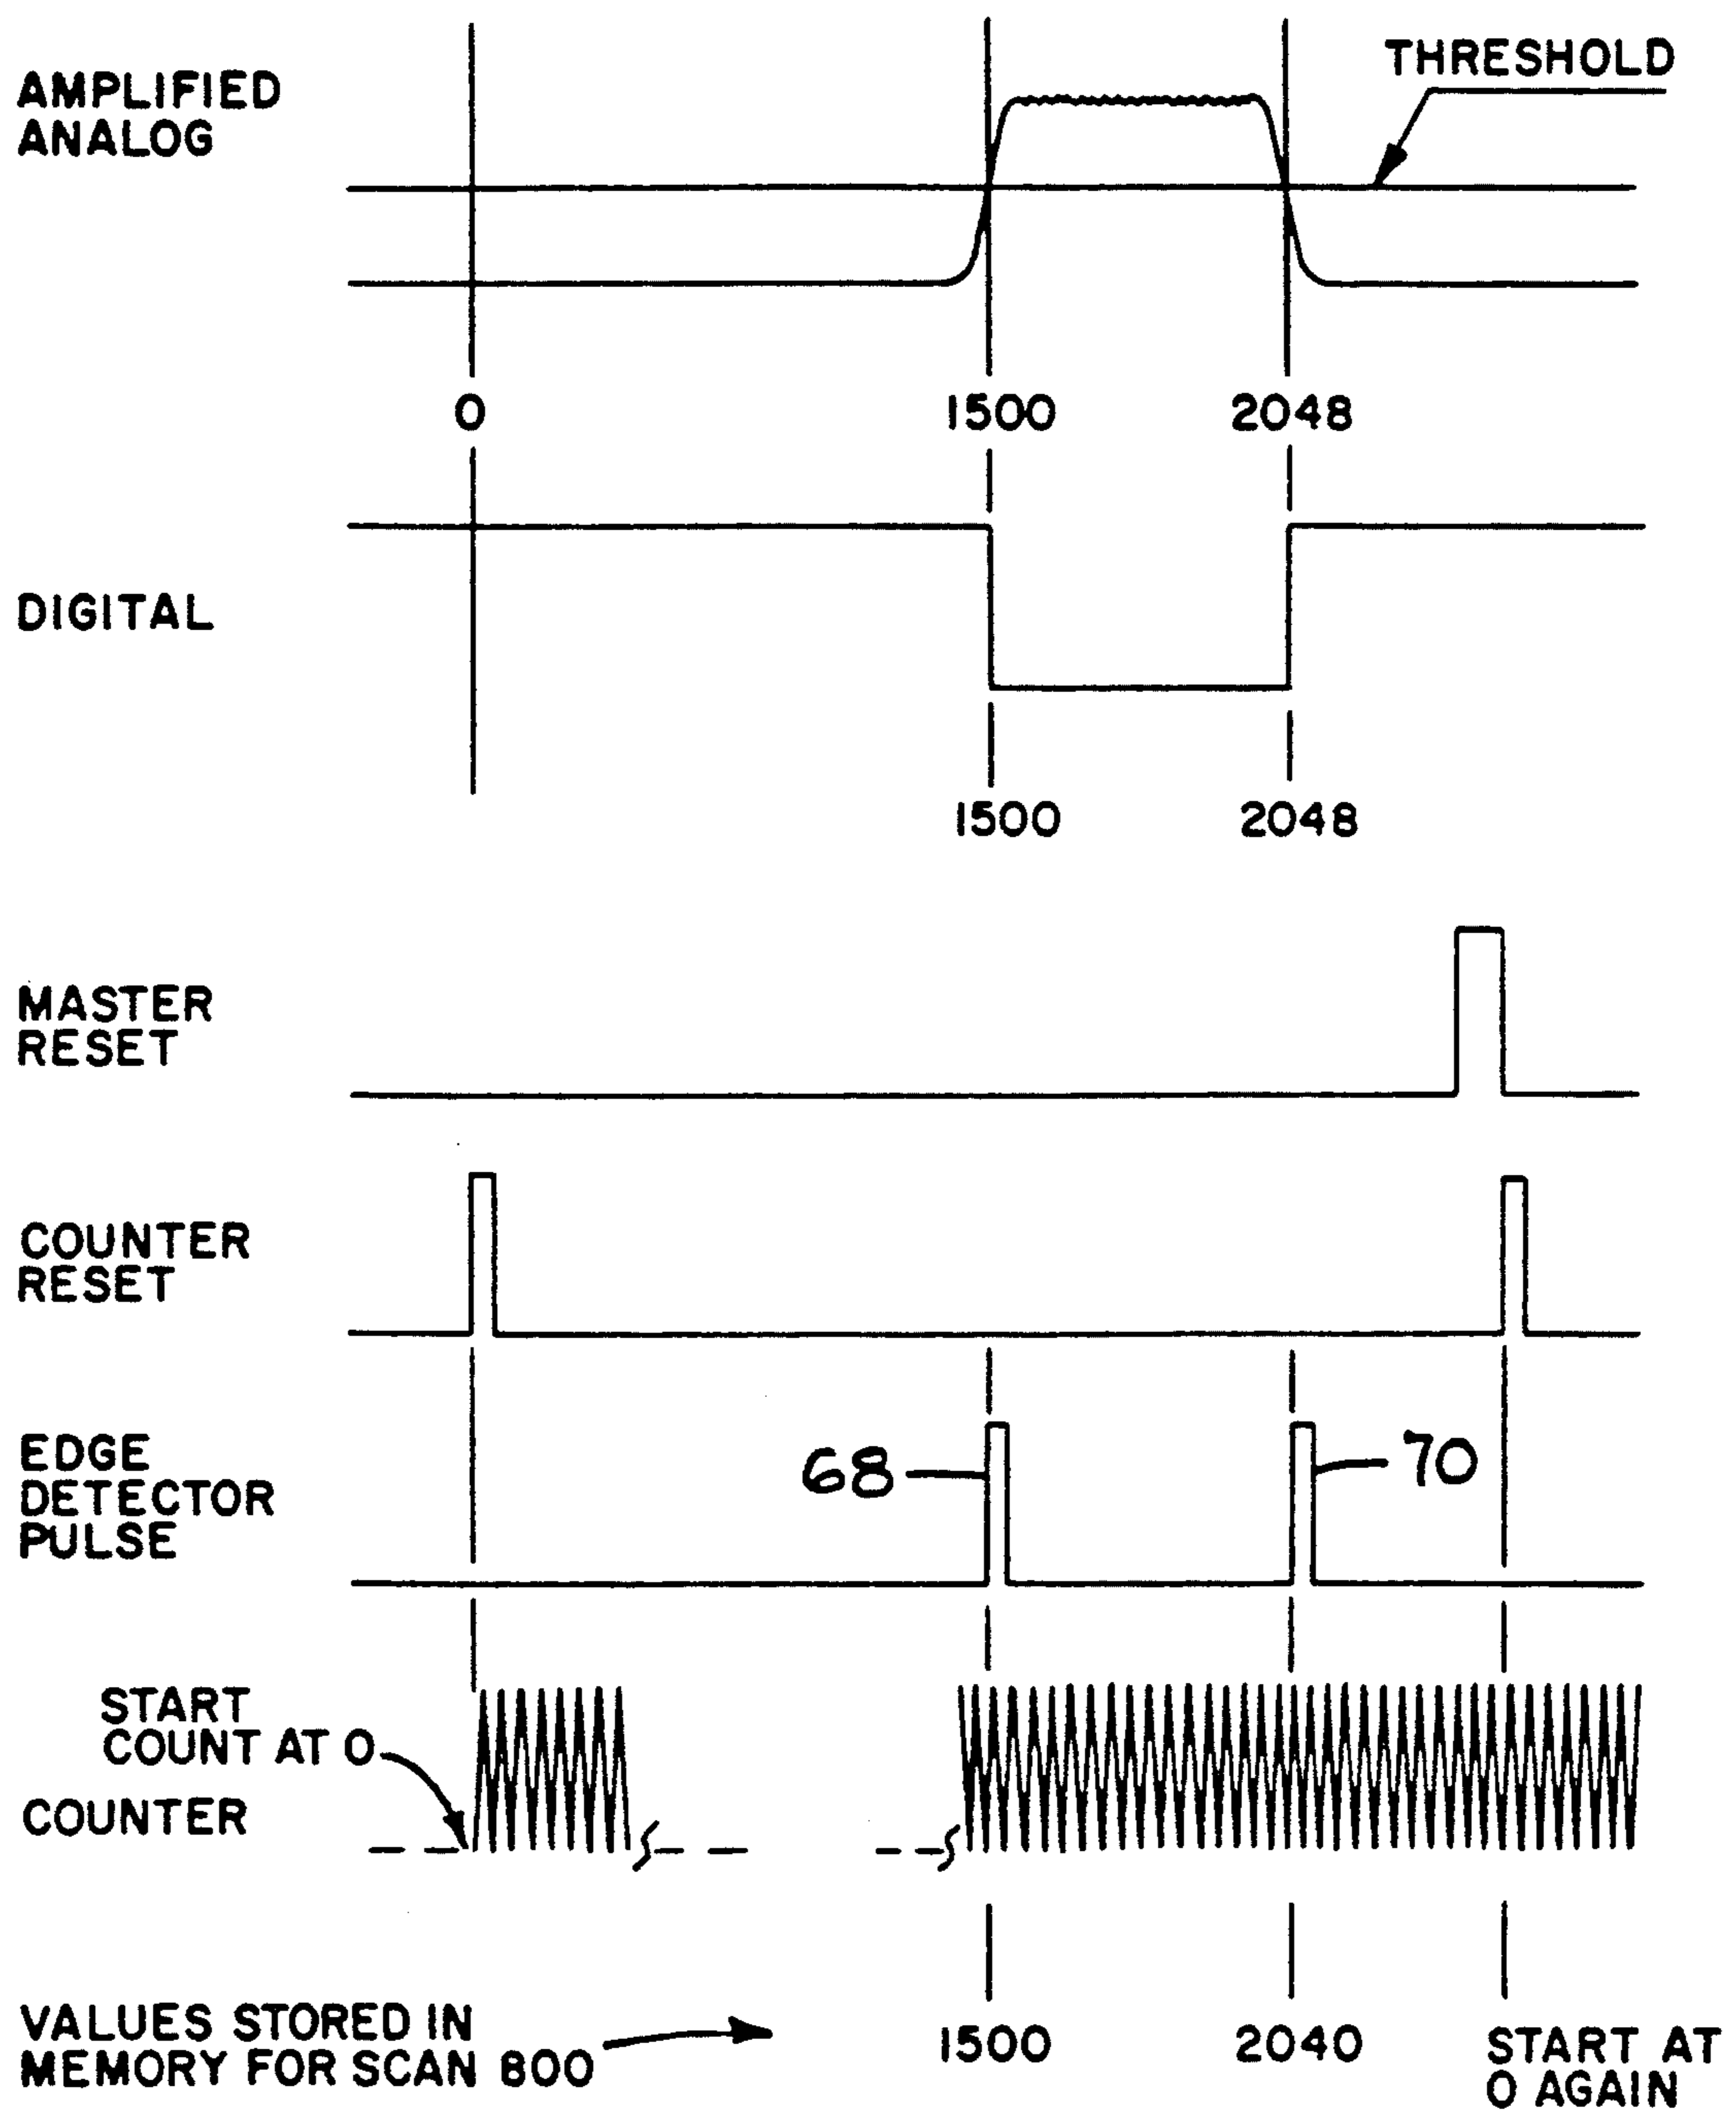 THRESHOLD
AMPLIFIED
ANALOG
0 1500 2048
DIGITAL
1500 2048
MASTER
RESET
COUNTER
RESET
EDGE
DETECTOR
PULSE
68 70
START
COUNT AT 0
COUNTER
VALUES STORED IN
MEMORY FOR SCAN 800
1500 2040 START AT
0 AGAIN